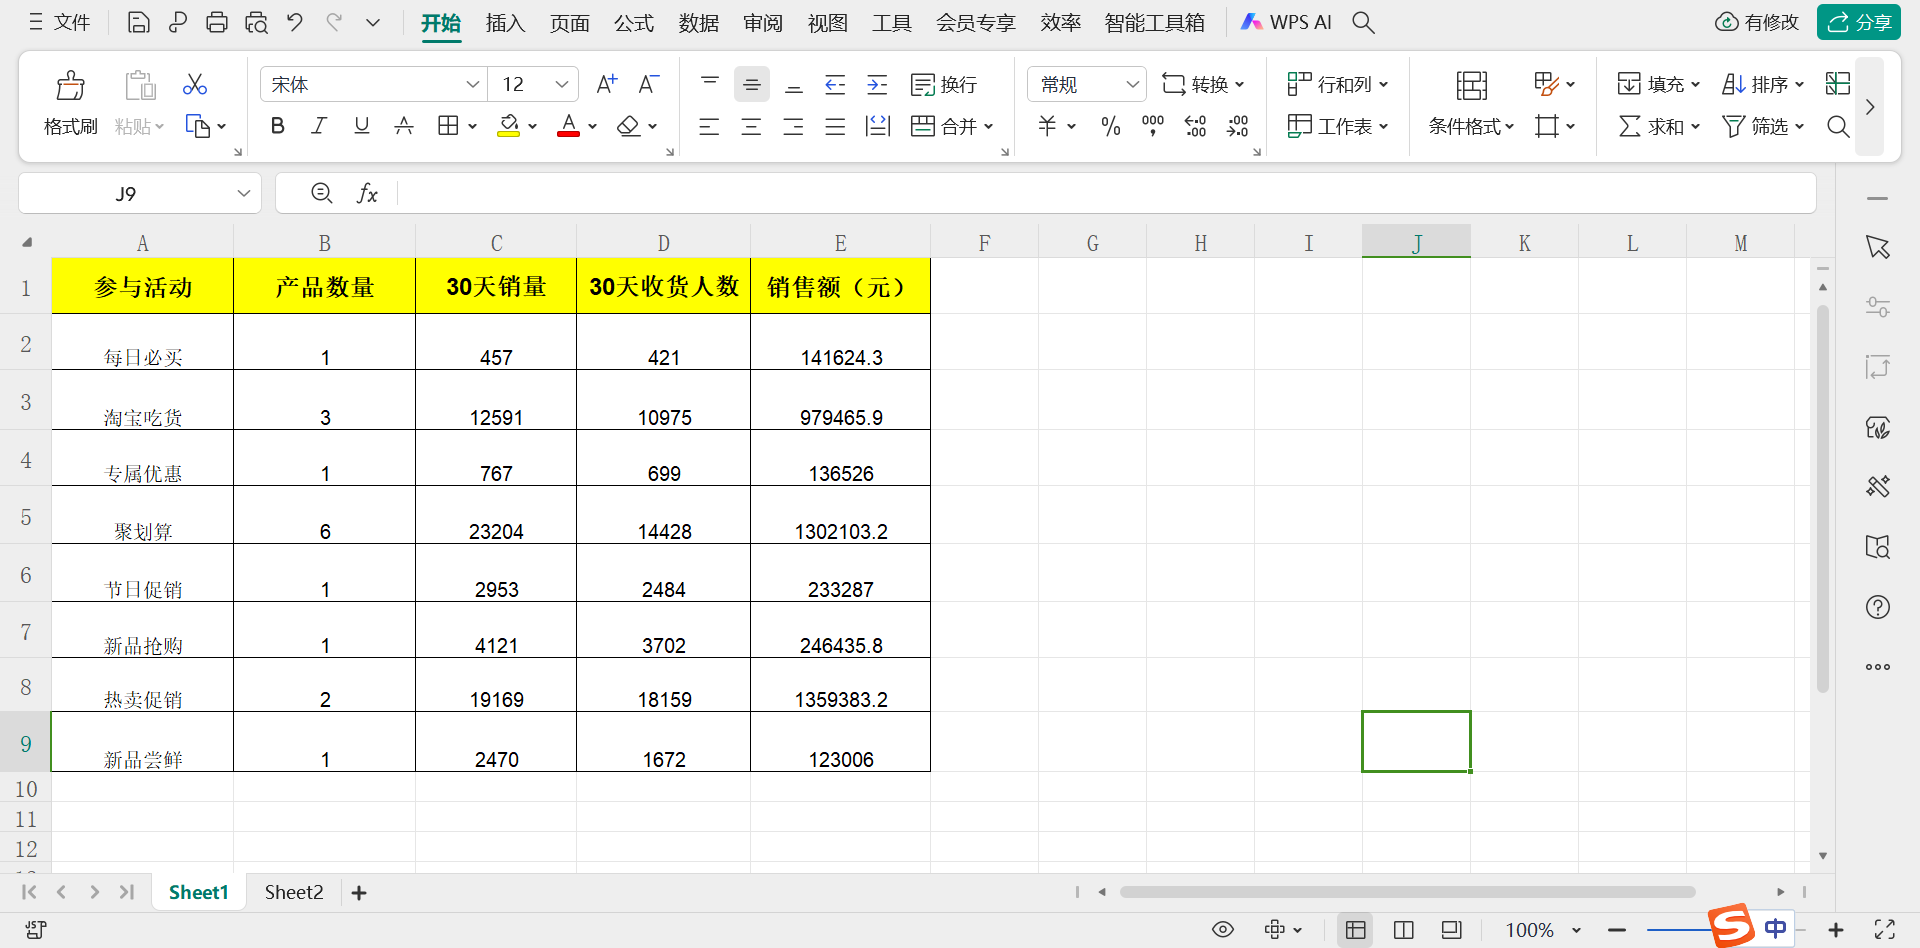 文件 开始 插入 页面 公式 数据 审阅 视图 工具 会员专享 效率 智能工具箱 WPS AI 有修改 分享
宋体 12 A+ A- 换行 常规 转换 行和列 填充 排序
格式刷 粘贴 B I U A A 合并 ¥ % 000 工作表 条件格式 求和 筛选
J9 fx
A B C D E F G H I J K L M
1 参与活动 产品数量 30天销量 30天收货人数 销售额（元）
2 每日必买 1 457 421 141624.3
3 淘宝吃货 3 12591 10975 979465.9
4 专属优惠 1 767 699 136526
5 聚划算 6 23204 14428 1302103.2
6 节日促销 1 2953 2484 233287
7 新品抢购 1 4121 3702 246435.8
8 热卖促销 2 19169 18159 1359383.2
9 新品尝鲜 1 2470 1672 123006
10
11
12
Sheet1 Sheet2
100% S 中